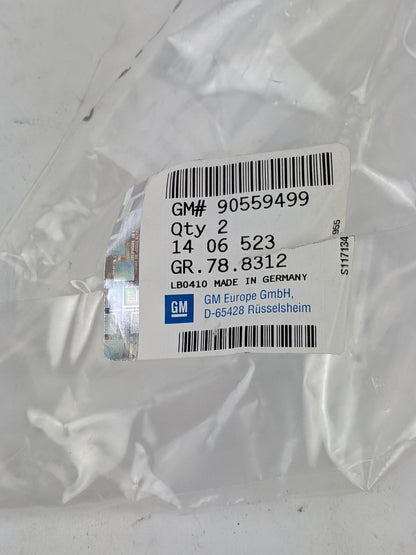 GM# 90559499
Qty 2
14 06 523
GR.78.8312
LB0410 MADE IN GERMANY
GM
GM Europe GmbH,
D-65428 Rüsselsheim
S117134
955